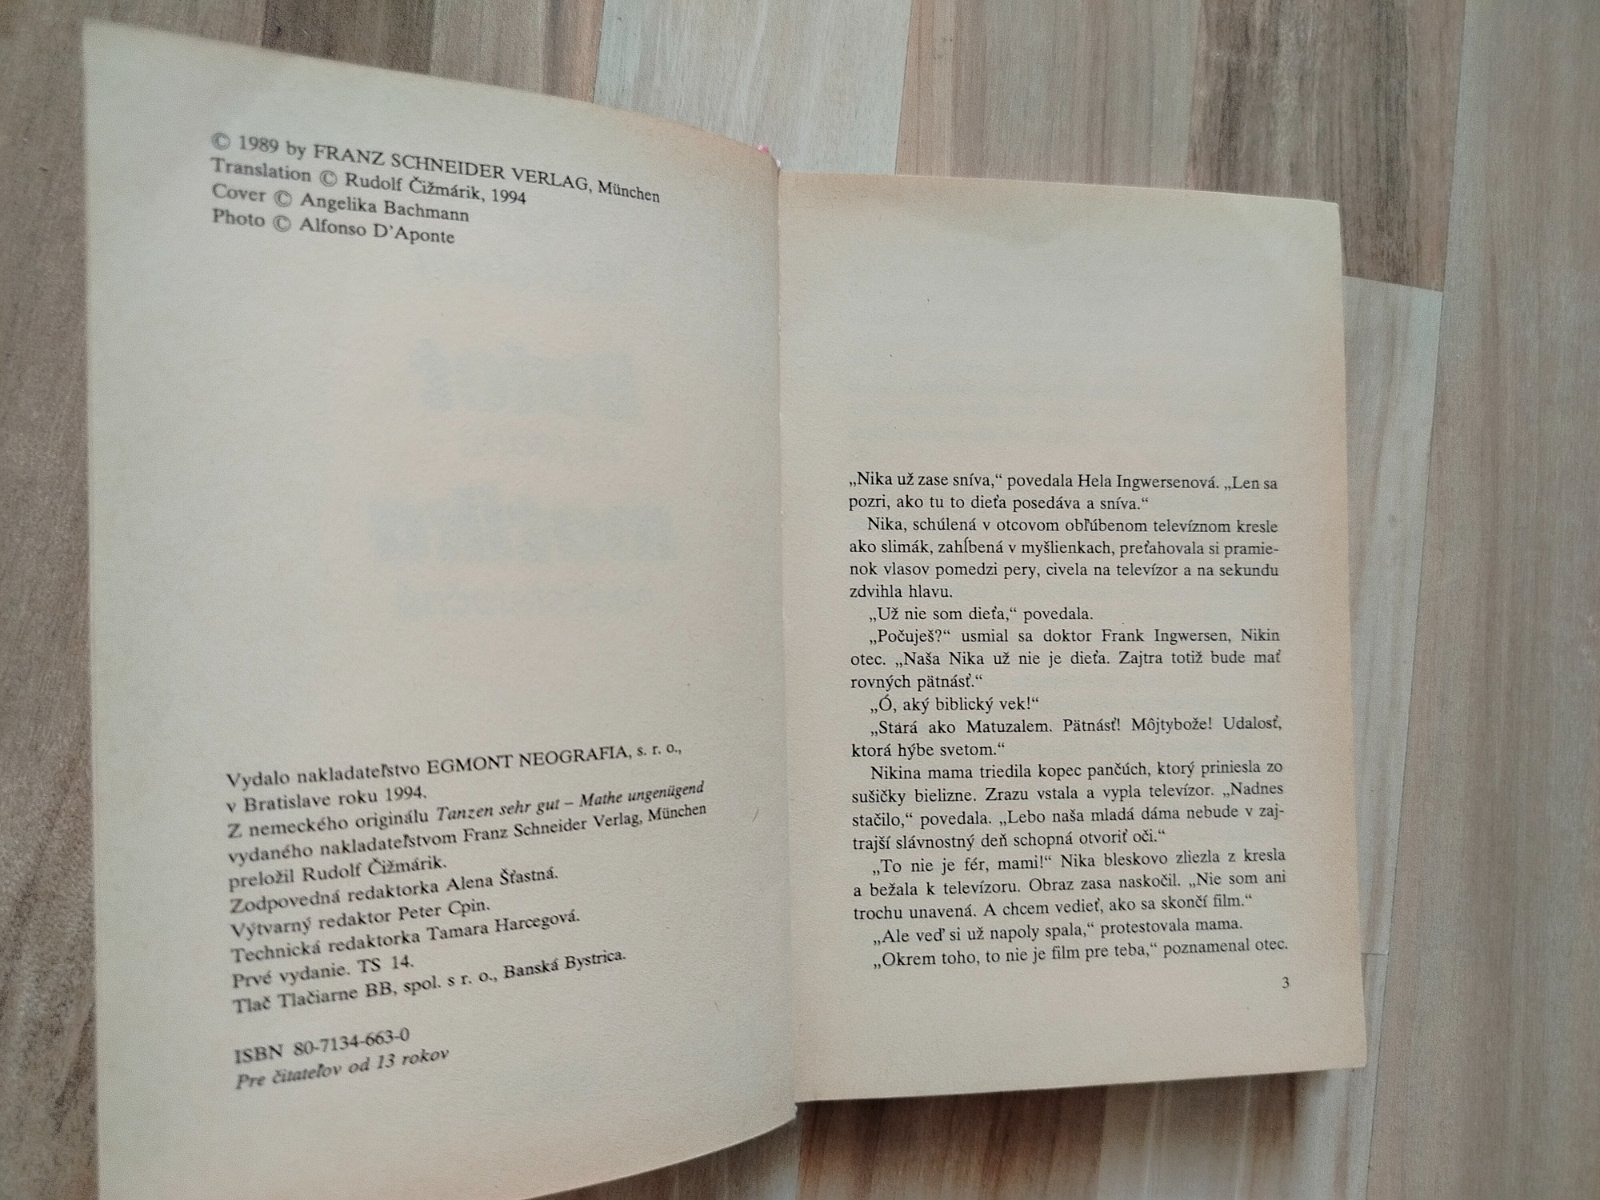 © 1989 by FRANZ SCHNEIDER VERLAG, München
Translation © Rudolf Čižmárik, 1994
Cover © Angelika Bachmann
Photo © Alfonso D'Aponte
Vydalo nakladateľstvo EGMONT NEOGRAFIA, s. r. o.,
v Bratislave roku 1994.
Z nemeckého originálu Tanzen sehr gut – Mathe ungenügend
vydaného nakladateľstvom Franz Schneider Verlag, München
preložil Rudolf Čižmárik.
Zodpovedná redaktorka Alena Šťastná.
Výtvarný redaktor Peter Cpin.
Technická redaktorka Tamara Harcegová.
Prvé vydanie. TS 14.
Tlač Tlačiarne BB, spol. s r. o., Banská Bystrica.
ISBN 80-7134-663-0
Pre čitateľov od 13 rokov
„Nika už zase sníva,“ povedala Hela Ingwersenová. „Len sa
pozri, ako tu to dieťa posedáva a sníva.“
Nika, schúlená v otcovom obľúbenom televíznom kresle
ako slimák, zahĺbená v myšlienkach, preťahovala si pramie-
nok vlasov pomedzi pery, civela na televízor a na sekundu
zdvihla hlavu.
„Už nie som dieťa,“ povedala.
„Počuješ?“ usmial sa doktor Frank Ingwersen, Nikin
otec. „Naša Nika už nie je dieťa. Zajtra totiž bude mať
rovných pätnásť.“
„Ó, aký biblický vek!“
„Stará ako Matuzalem. Pätnásť! Môjtybože! Udalosť,
ktorá hýbe svetom.“
Nikina mama triedila kopec pančúch, ktorý priniesla zo
sušičky bielizne. Zrazu vstala a vypla televízor. „Nadnes
stačilo,“ povedala. „Lebo naša mladá dáma nebude v zaj-
trajší slávnostný deň schopná otvoriť oči.“
„To nie je fér, mami!“ Nika bleskovo zliezla z kresla
a bežala k televízoru. Obraz zasa naskočil. „Nie som ani
trochu unavená. A chcem vedieť, ako sa skončí film.“
„Ale veď si už napoly spala,“ protestovala mama.
„Okrem toho, to nie je film pre teba,“ poznamenal otec.
3